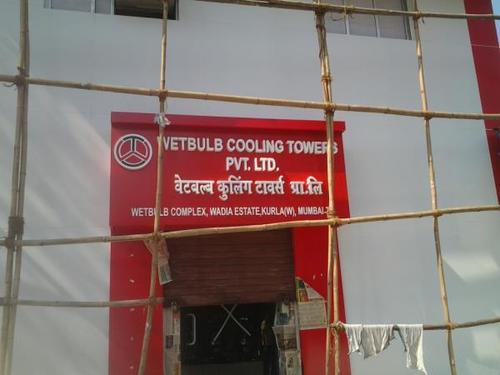 WETBULB COOLING TOWERS
PVT. LTD.
वेटबल्ब कुलिंग टावर्स प्रा.लि
WETBULB COMPLEX, WADIA ESTATE,KURLA(W), MUMBAI-